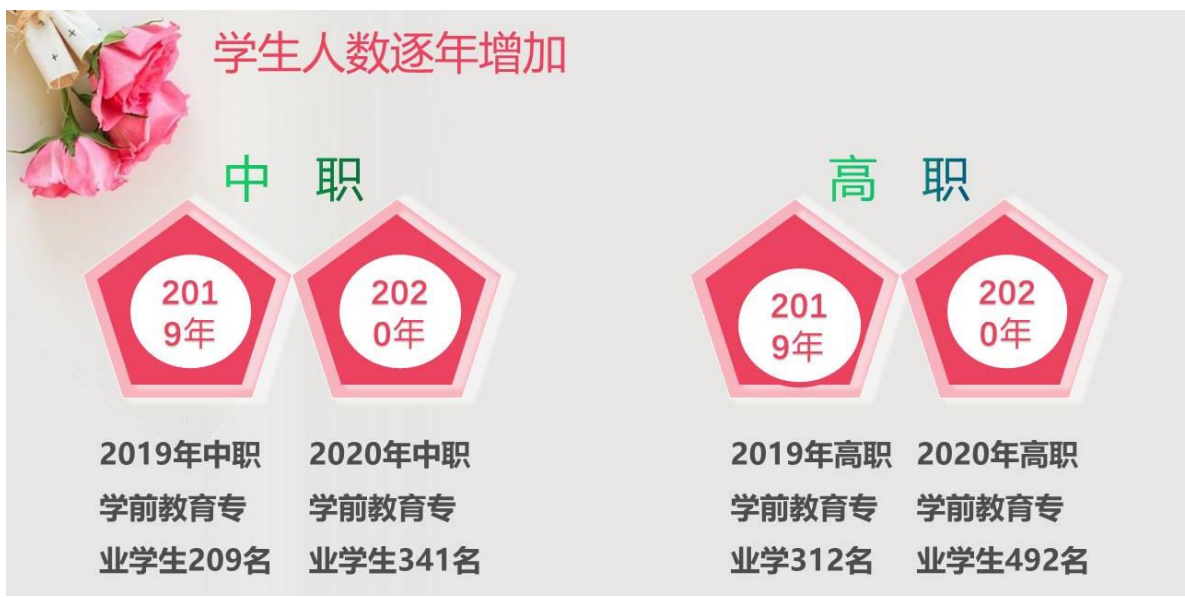 学生人数逐年增加
中 职
高 职
201
9年
202
0年
201
9年
202
0年
2019年中职
学前教育专
业学生209名
2020年中职
学前教育专
业学生341名
2019年高职
学前教育专
业学312名
2020年高职
学前教育专
业学生492名